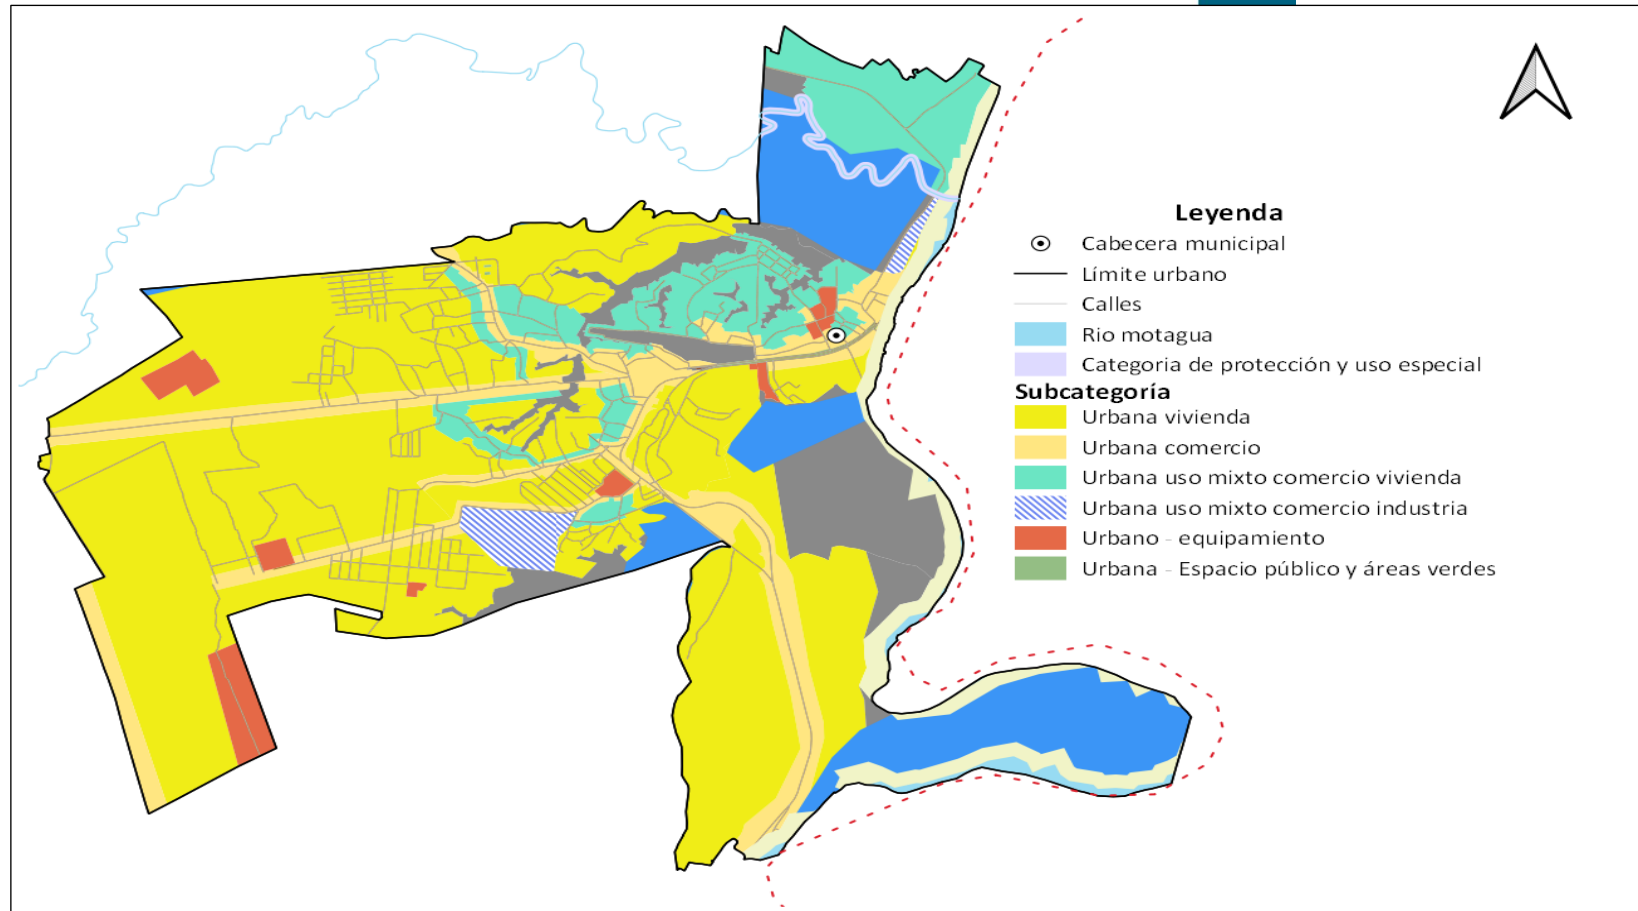 Leyenda
Cabecera municipal
Límite urbano
Calles
Rio motagua
Categoria de protección y uso especial
Subcategoría
Urbana vivienda
Urbana comercio
Urbana uso mixto comercio vivienda
Urbana uso mixto comercio industria
Urbano - equipamiento
Urbana - Espacio público y áreas verdes